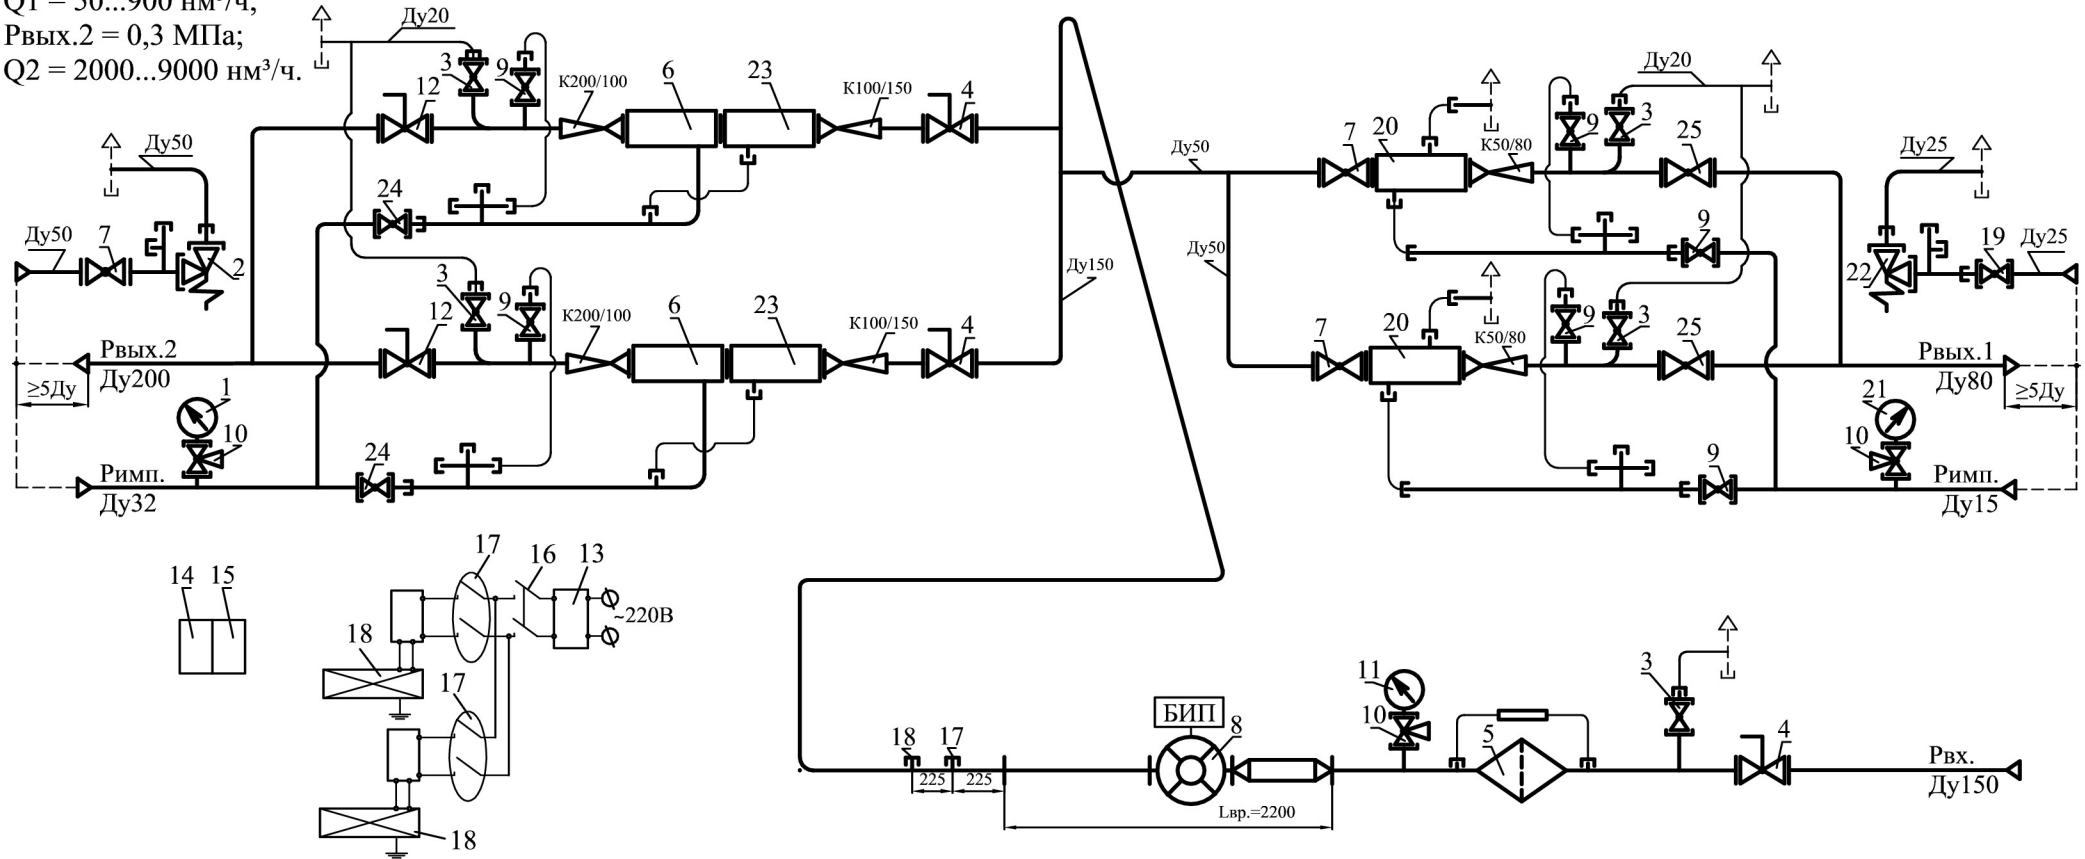 Q1 = 50...900 нм³/ч;
Рвых.2 = 0,3 МПа;
Q2 = 2000...9000 нм³/ч.
Ду20
3
9
12
К200/100
6
23
К100/150
4
Ду50
24
Ду50
7
2
3
9
12
К200/100
6
23
К100/150
4
Ду150
Рвых.2
Ду200
≥5Ду
1
10
24
Римп.
Ду32
Ду50
Ду50
7
20
К50/80
9
3
Ду20
25
9
Ду25
22
19
Ду25
7
20
К50/80
9
3
25
Рвых.1
Ду80
≥5Ду
21
10
9
Римп.
Ду15
14
15
17
16
13
~220В
18
17
18
18
17
225
225
БИП
8
Lвр.=2200
11
10
5
3
4
Рвх.
Ду150